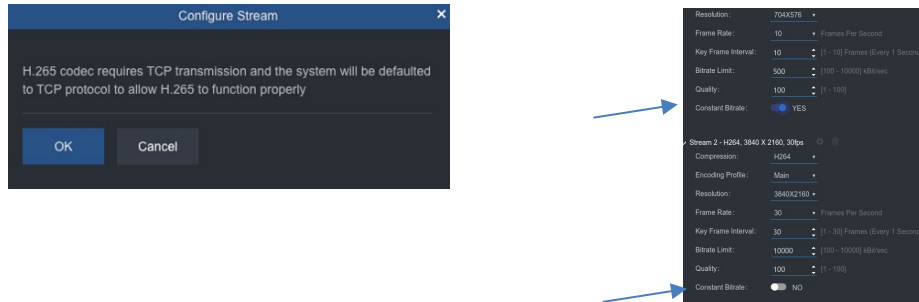 Configure Stream
H.265 codec requires TCP transmission and the system will be defaulted
to TCP protocol to allow H.265 to function properly
OK Cancel
Resolution: 704X576
Frame Rate: 10 Frames Per Second
Key Frame Interval: 10 [1 - 10] Frames (Every 1 Second
Bitrate Limit: 500 [100 - 10000] kBit/sec
Quality: 100 [1 - 100]
Constant Bitrate: YES
Stream 2 - H264, 3840 X 2160, 30fps
Compression: H264
Encoding Profile: Main
Resolution: 3840X2160
Frame Rate: 30 Frames Per Second
Key Frame Interval: 30 [1 - 30] Frames (Every 1 Second
Bitrate Limit: 10000 [100 - 10000] kBit/sec
Quality: 100 [1 - 100]
Constant Bitrate: NO